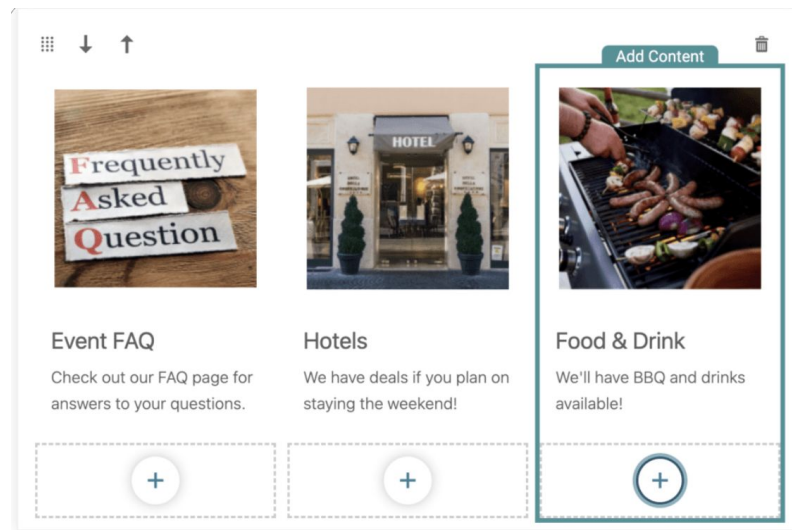 Add Content
Frequently
Asked
Question
HOTEL
Event FAQ
Check out our FAQ page for
answers to your questions.
Hotels
We have deals if you plan on
staying the weekend!
Food & Drink
We'll have BBQ and drinks
available!